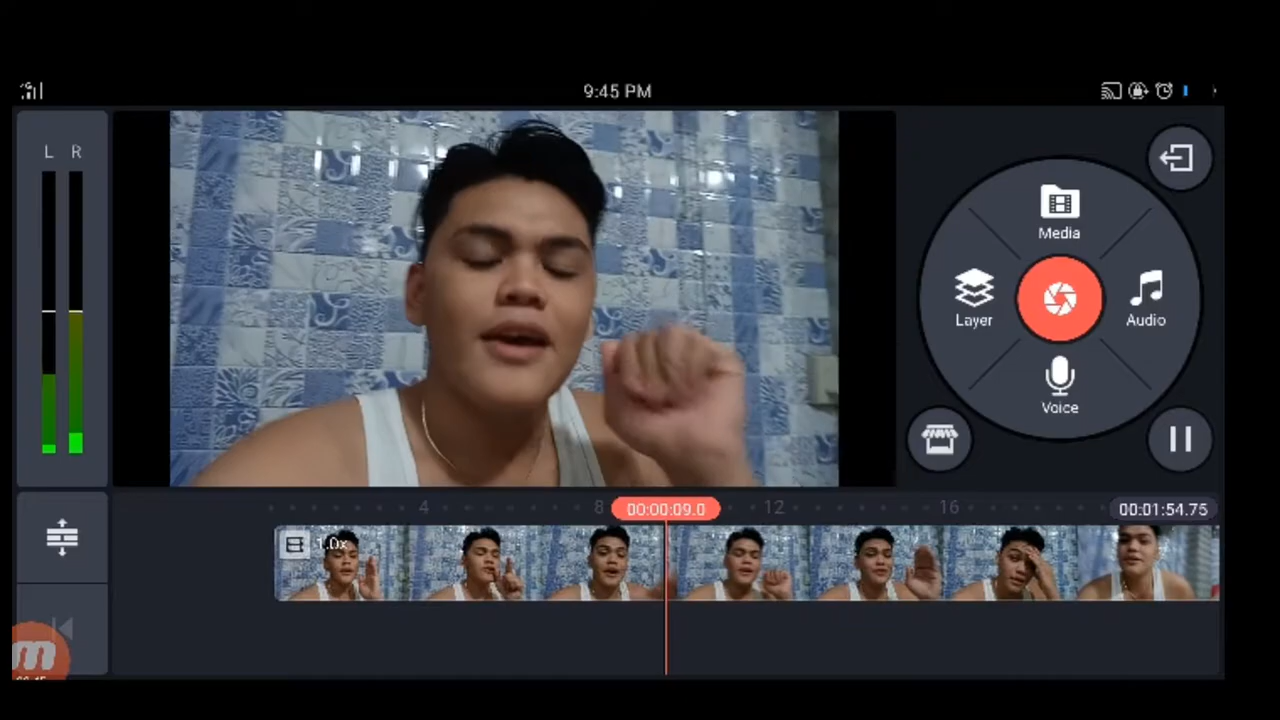 9:45 PM
L R
Media
Layer
Audio
Voice
4 8 00:00:09.0 12 16 00:01:54.75
1.0x
m